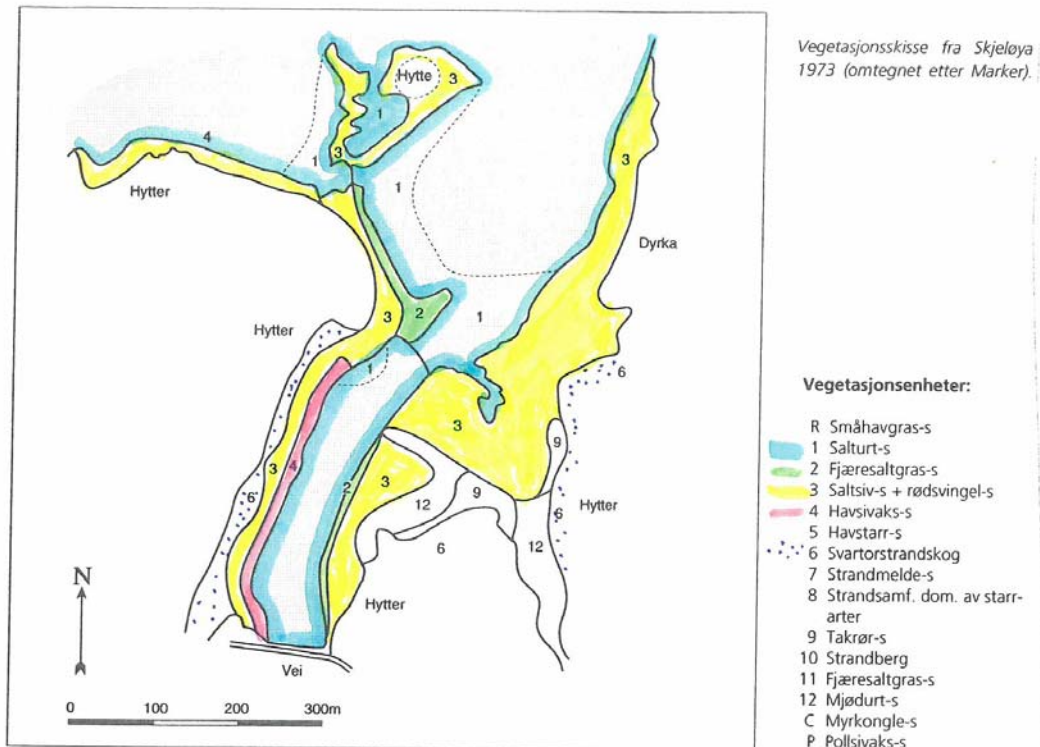 Vegetasjonsskisse fra Skjeløya
1973 (omtegnet etter Marker).
Hytte
3
1
4
3
1
3
1
Hytter
Dyrka
2
1
3
Hytter
1
6
3
9
3
4
3
2
3
12
9
6
6
6
12
Hytter
Hytter
N
Vei
0 100 200 300m
Vegetasjonsenheter:
R Småhavgras-s
1 Salturt-s
2 Fjæresaltgras-s
3 Saltsiv-s + rødsvingel-s
4 Havsivaks-s
5 Havstarr-s
6 Svartorstrandskog
7 Strandmelde-s
8 Strandsamf. dom. av starr-
arter
9 Takrør-s
10 Strandberg
11 Fjæresaltgras-s
12 Mjødurt-s
C Myrkongle-s
P Pollsivaks-s